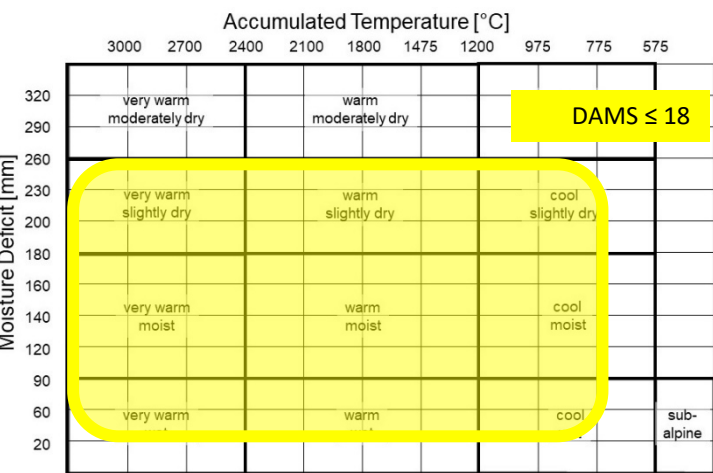 Accumulated Temperature [°C]
3000 2700 2400 2100 1800 1475 1200 975 775 575
Moisture Deficit [mm]
320
290
260
230
200
180
160
140
120
90
60
20
very warm
moderately dry
warm
moderately dry
DAMS ≤ 18
very warm
slightly dry
warm
slightly dry
cool
slightly dry
very warm
moist
warm
moist
cool
moist
very warm
warm
cool
sub-
alpine